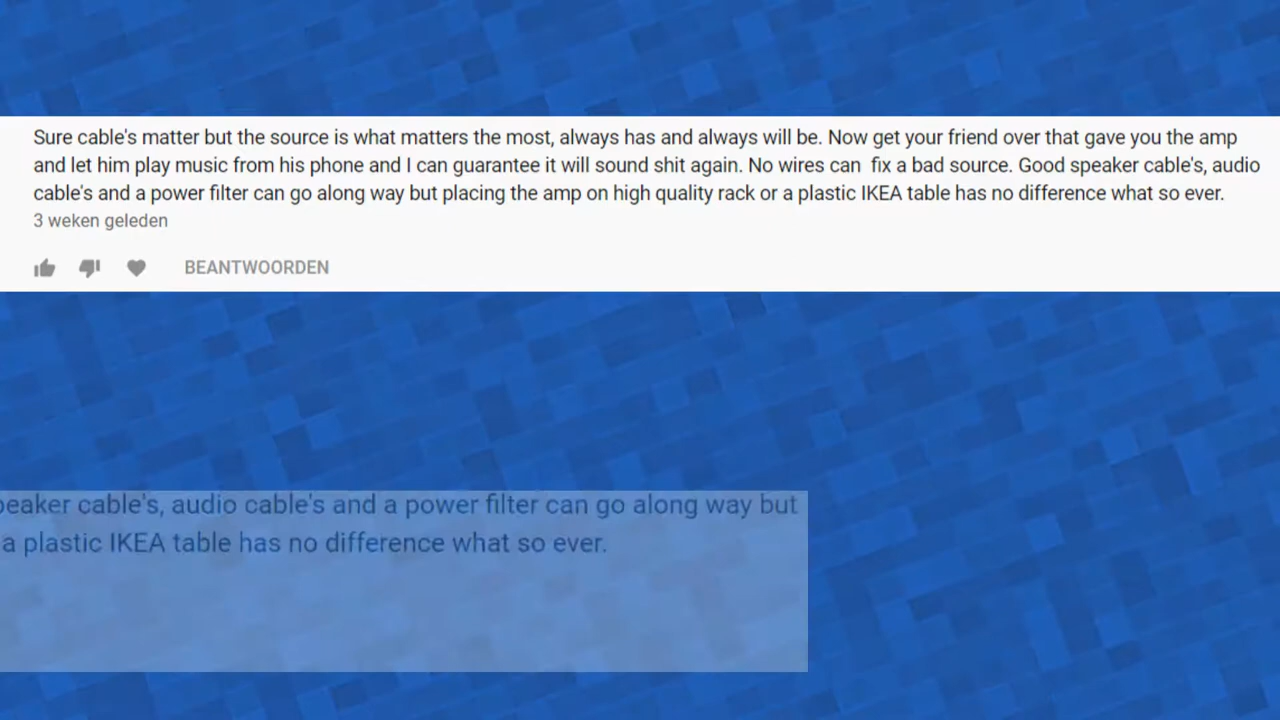 Sure cable's matter but the source is what matters the most, always has and always will be. Now get your friend over that gave you the amp
and let him play music from his phone and I can guarantee it will sound shit again. No wires can  fix a bad source. Good speaker cable's, audio
cable's and a power filter can go along way but placing the amp on high quality rack or a plastic IKEA table has no difference what so ever.
3 weken geleden
BEANTWOORDEN
peaker cable's, audio cable's and a power filter can go along way but
a plastic IKEA table has no difference what so ever.